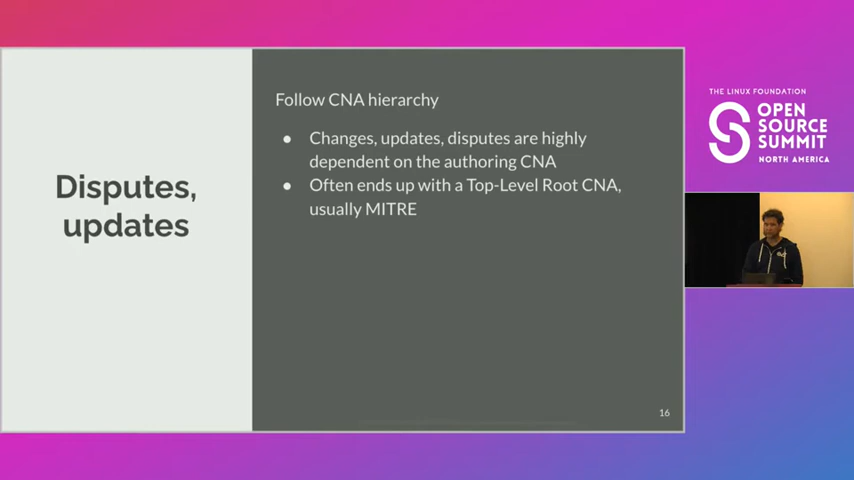 Disputes,
updates
Follow CNA hierarchy
● Changes, updates, disputes are highly
dependent on the authoring CNA
● Often ends up with a Top-Level Root CNA,
usually MITRE
16
THE LINUX FOUNDATION
OPEN
SOURCE
SUMMIT
NORTH AMERICA